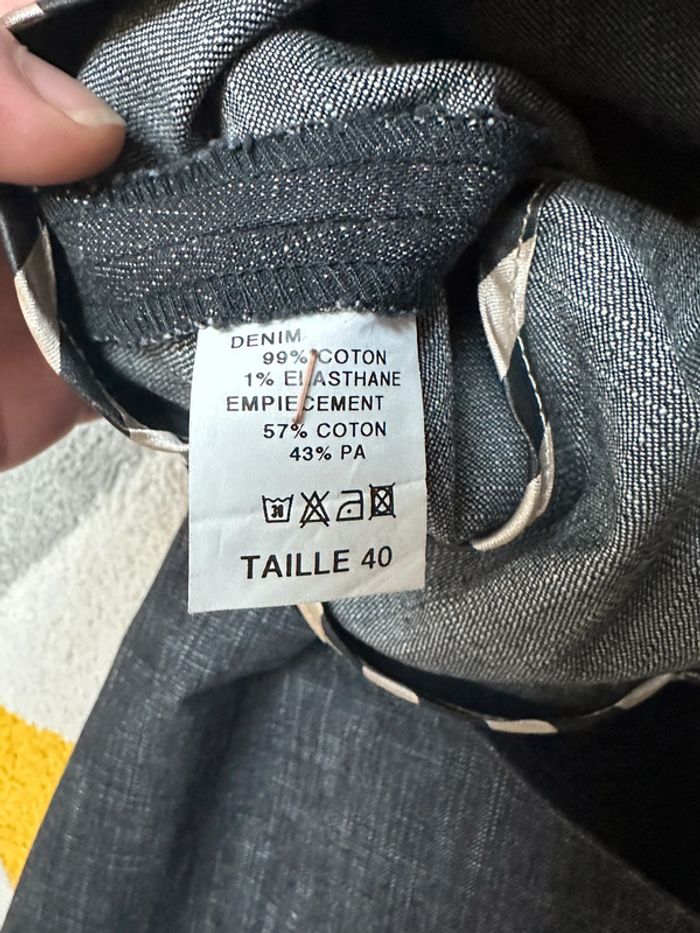 DENIM
99% COTON
1% ELASTHANE
EMPIECEMENT
57% COTON
43% PA
30
TAILLE 40